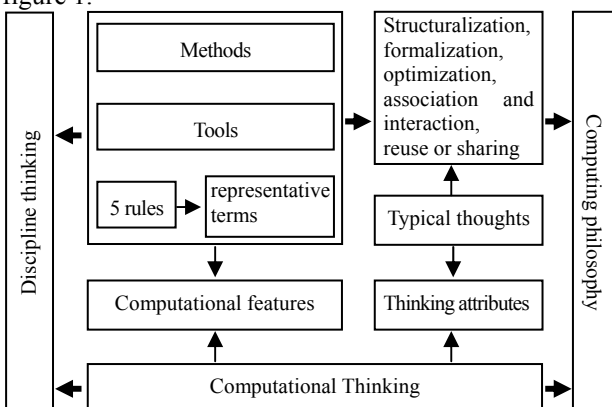 figure 1.
Discipline thinking
Methods
Tools
5 rules
representative
terms
Computational features
Structuralization,
formalization,
optimization,
association and
interaction,
reuse or sharing
Typical thoughts
Thinking attributes
Computational Thinking
Computing philosophy